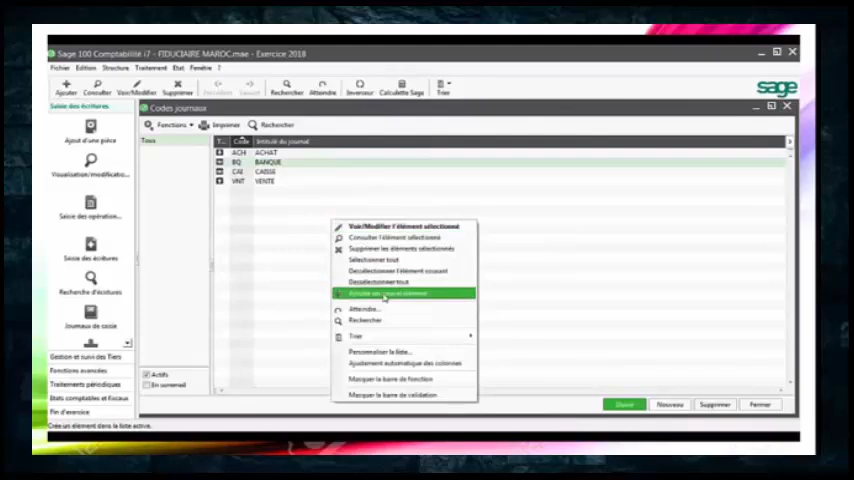 Sage 100 Comptabilité i7 - FIDUCIAIRE MAROC.mae - Exercice 2018
Fichier Edition Structure Traitement Etat Fenêtre ?
Ajouter Consulter Voir/Modifier Supprimer Précédent Suivant Rechercher Atteindre Inverseur Calculette Sage Trier
sage
Saisie des écritures
Ajout d'une pièce
Visualisation/modificatio...
Saisie des opération...
Saisie des écritures
Recherche d'écritures
Journaux de saisie
Gestion et suivi des Tiers
Fonctions avancées
Traitements périodiques
Etats comptables et fiscaux
Fin d'exercice
Codes journaux
Fonctions Imprimer Rechercher
Tous
T... Code Intitulé du journal
ACH ACHAT
BQ BANQUE
CAI CAISSE
VNT VENTE
Voir/Modifier l'élément sélectionné
Consulter l'élément sélectionné
Supprimer les éléments sélectionnés
Sélectionner tout
Désélectionner l'élément courant
Désélectionner tout
Ajouter un nouvel élément
Atteindre...
Rechercher
Trier
Personnaliser la liste...
Ajustement automatique des colonnes
Masquer la barre de fonction
Masquer la barre de validation
Actifs
En sommeil
Ouvrir Nouveau Supprimer Fermer
Crée un élément dans la liste active.